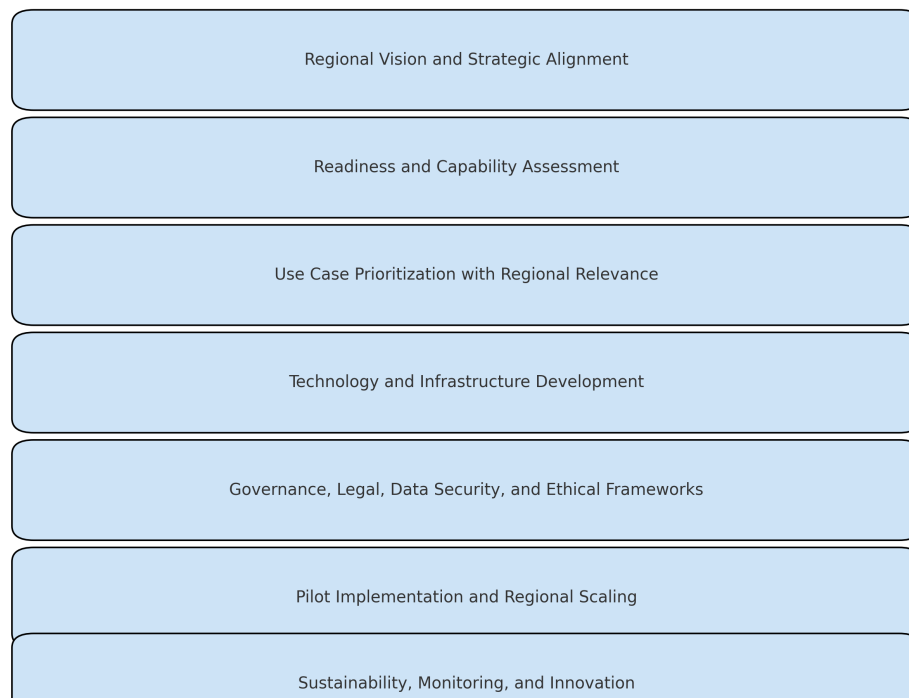 Regional Vision and Strategic Alignment
Readiness and Capability Assessment
Use Case Prioritization with Regional Relevance
Technology and Infrastructure Development
Governance, Legal, Data Security, and Ethical Frameworks
Pilot Implementation and Regional Scaling
Sustainability, Monitoring, and Innovation